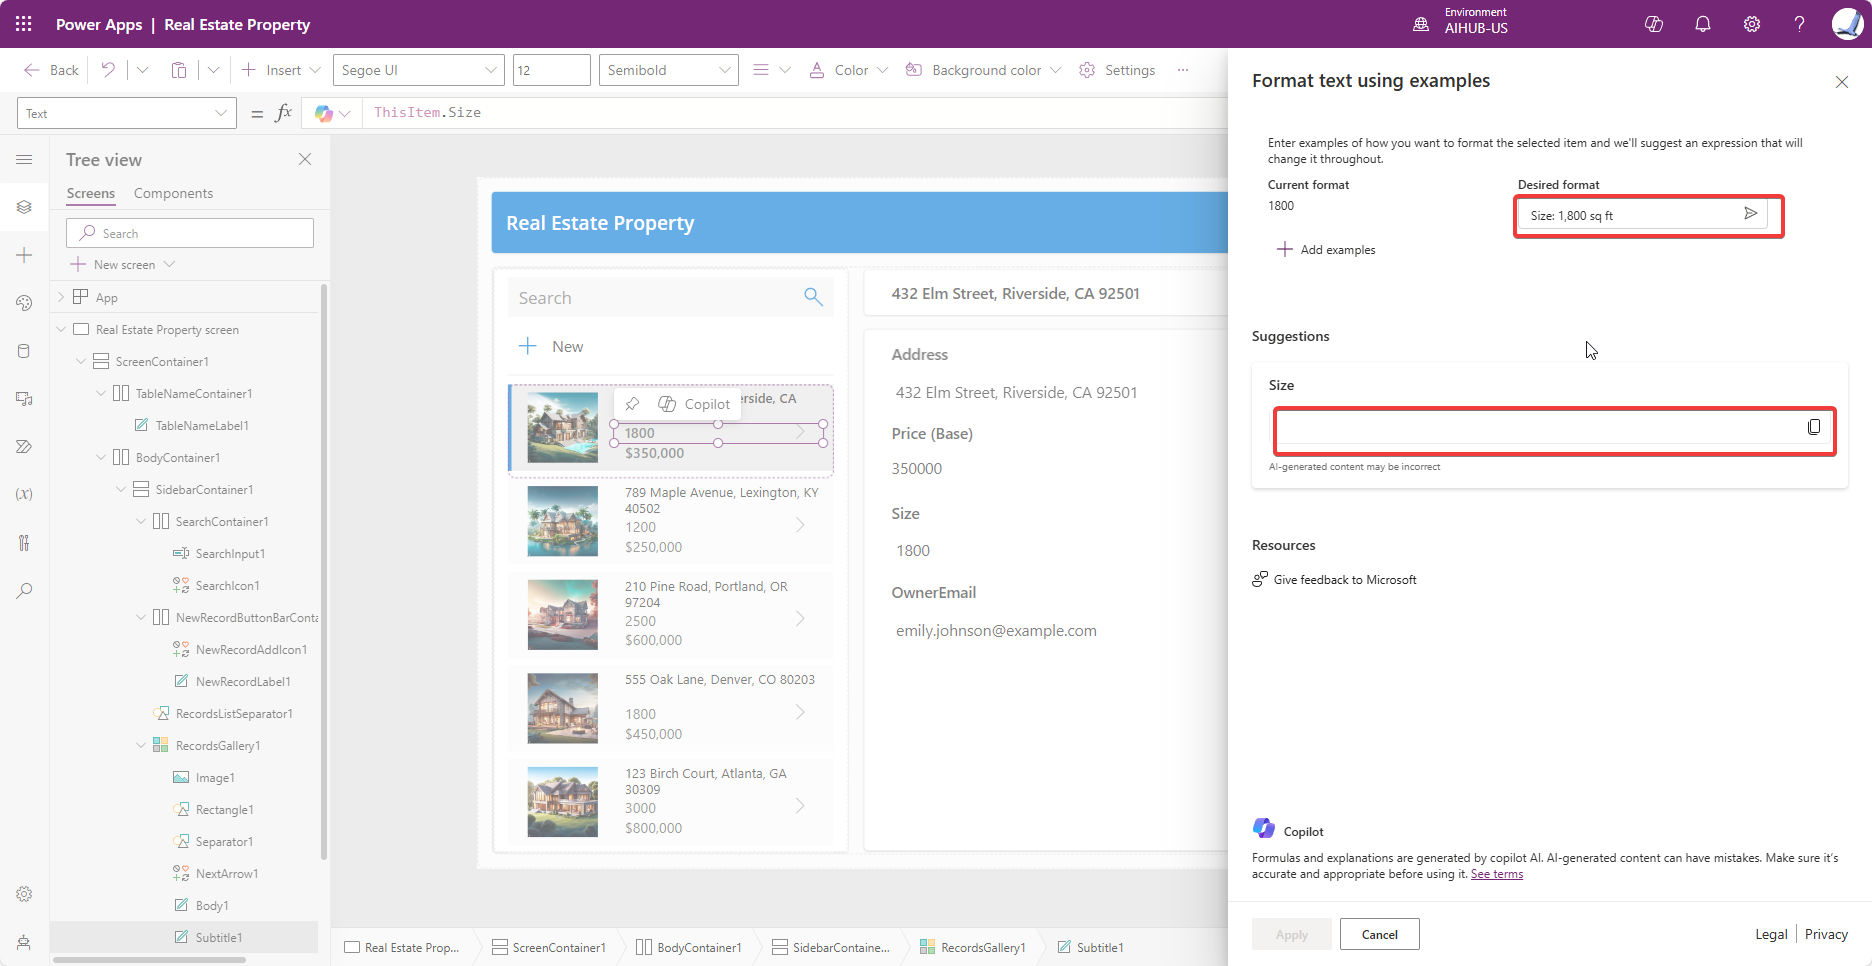 Power Apps | Real Estate Property
Environment
AIHUB-US
Back
Insert
Segoe UI
12
Semibold
Color
Background color
Settings
Text
= fx
ThisItem.Size
Tree view
Screens
Components
Search
New screen
App
Real Estate Property screen
ScreenContainer1
TableNameContainer1
TableNameLabel1
BodyContainer1
SidebarContainer1
SearchContainer1
SearchInput1
SearchIcon1
NewRecordButtonBarConta
NewRecordAddIcon1
NewRecordLabel1
RecordsListSeparator1
RecordsGallery1
Image1
Rectangle1
Separator1
NextArrow1
Body1
Subtitle1
Real Estate Property
Search
New
erside, CA
Copilot
1800
$350,000
789 Maple Avenue, Lexington, KY
40502
1200
$250,000
210 Pine Road, Portland, OR
97204
2500
$600,000
555 Oak Lane, Denver, CO 80203
1800
$450,000
123 Birch Court, Atlanta, GA
30309
3000
$800,000
432 Elm Street, Riverside, CA 92501
Address
432 Elm Street, Riverside, CA 92501
Price (Base)
350000
Size
1800
OwnerEmail
emily.johnson@example.com
Real Estate Prop...
ScreenContainer1
BodyContainer1
SidebarContaine...
RecordsGallery1
Subtitle1
Format text using examples
Enter examples of how you want to format the selected item and we'll suggest an expression that will
change it throughout.
Current format
Desired format
1800
Size: 1,800 sq ft
Add examples
Suggestions
Size
AI-generated content may be incorrect
Resources
Give feedback to Microsoft
Copilot
Formulas and explanations are generated by copilot AI. AI-generated content can have mistakes. Make sure it's
accurate and appropriate before using it. See terms
Apply
Cancel
Legal | Privacy